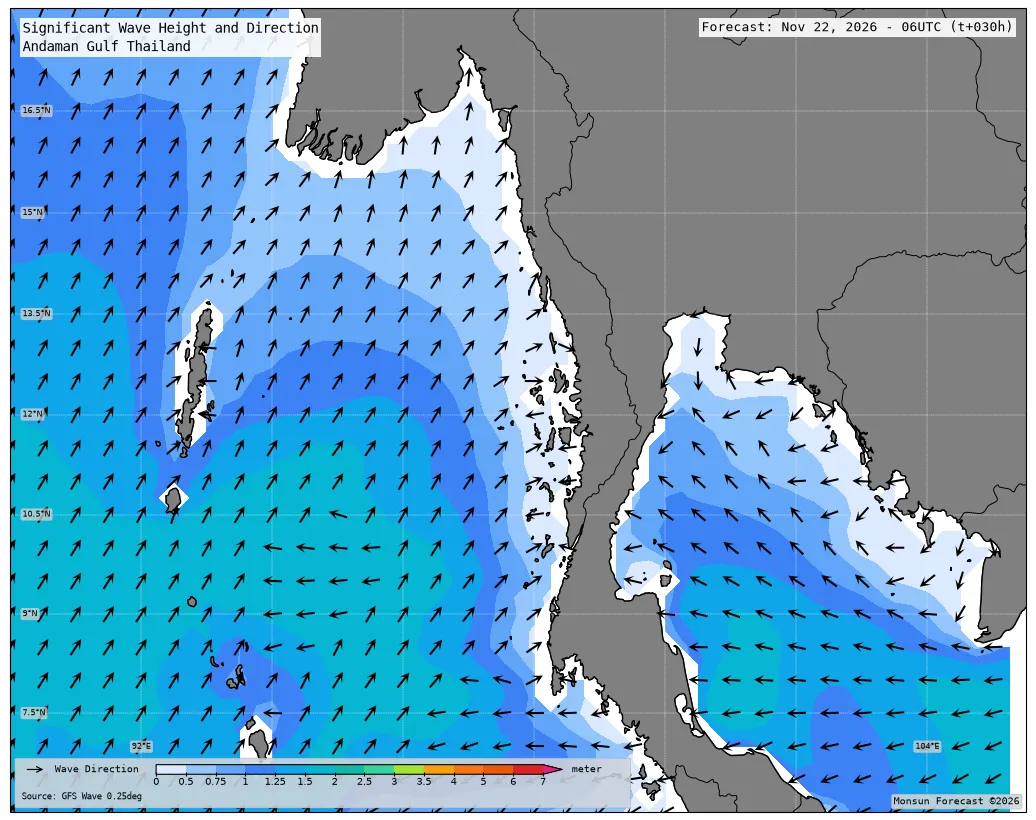 Significant Wave Height and Direction
Andaman Gulf Thailand
Forecast: Nov 22, 2026 - 06UTC (t+030h)
16.5°N
15°N
13.5°N
12°N
10.5°N
9°N
7.5°N
92°E
104°E
Wave Direction
0 0.5 0.75 1 1.25 1.5 2 2.5 3 3.5 4 5 6 7
meter
Source: GFS Wave 0.25deg
Monsun Forecast ©2026